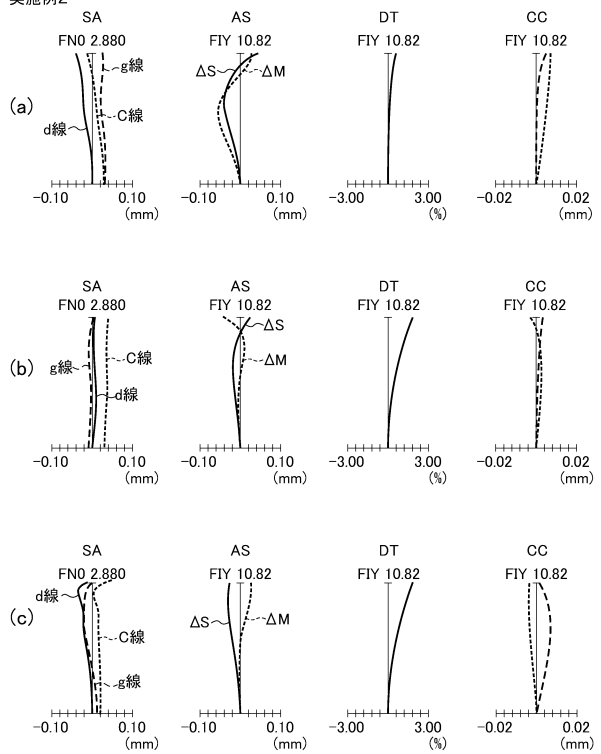 実施例2
SA AS DT CC
FNO 2.880 FIY 10.82 FIY 10.82 FIY 10.82
g線 ΔS ΔM
(a)
C線
d線
-0.10 0.10 -0.10 0.10 -3.00 3.00 -0.02 0.02
(mm) (mm) (%) (mm)
SA AS DT CC
FNO 2.880 FIY 10.82 FIY 10.82 FIY 10.82
ΔS
(b) g線 C線 ΔM
d線
-0.10 0.10 -0.10 0.10 -3.00 3.00 -0.02 0.02
(mm) (mm) (%) (mm)
SA AS DT CC
FNO 2.880 FIY 10.82 FIY 10.82 FIY 10.82
d線
(c) ΔS ΔM
C線
g線
-0.10 0.10 -0.10 0.10 -3.00 3.00 -0.02 0.02
(mm) (mm) (%) (mm)